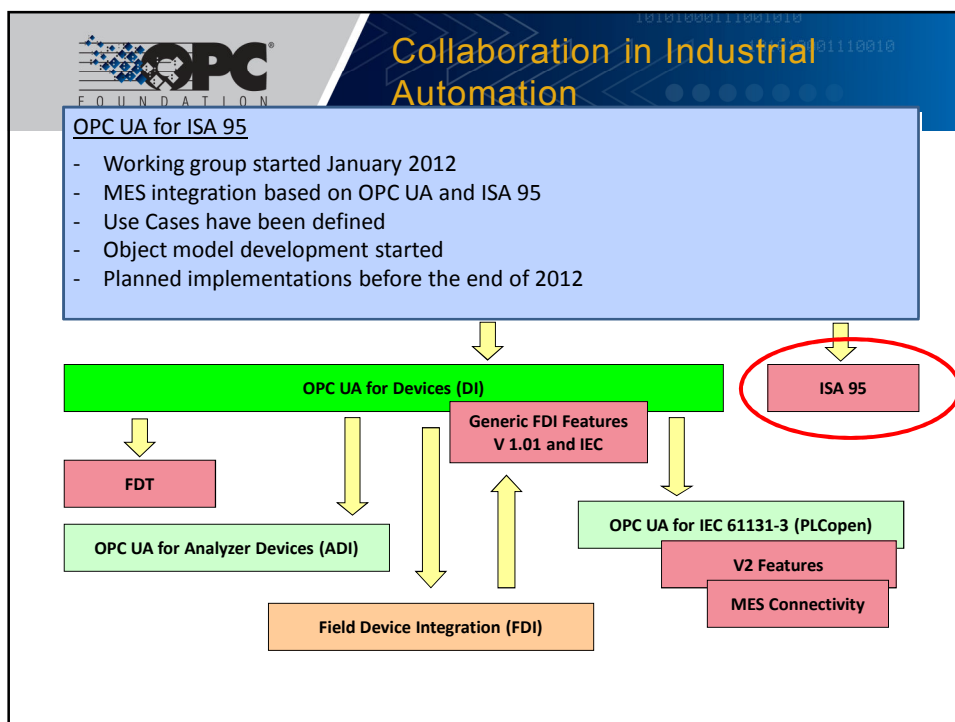 10101000111001010
101010001110010
OPC®
FOUNDATION
Collaboration in Industrial
Automation
OPC UA for ISA 95
- Working group started January 2012
- MES integration based on OPC UA and ISA 95
- Use Cases have been defined
- Object model development started
- Planned implementations before the end of 2012
OPC UA for Devices (DI)
ISA 95
Generic FDI Features
V 1.01 and IEC
FDT
OPC UA for Analyzer Devices (ADI)
OPC UA for IEC 61131-3 (PLCopen)
V2 Features
MES Connectivity
Field Device Integration (FDI)